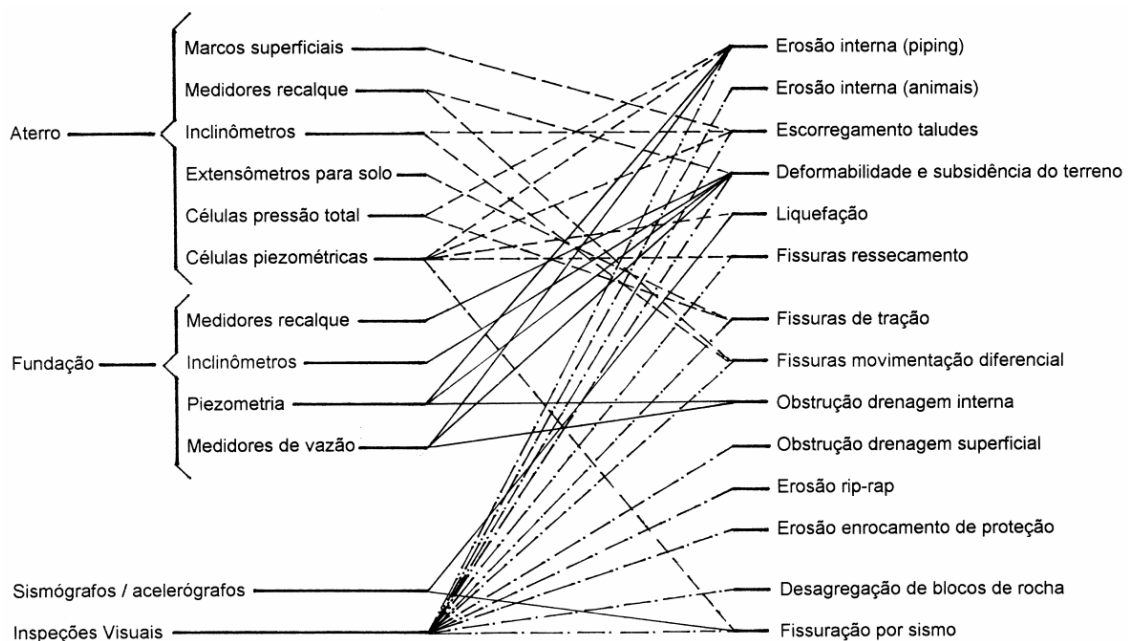 Aterro
Marcos superficiais
Medidores recalque
Inclinômetros
Extensômetros para solo
Células pressão total
Células piezométricas
Fundação
Medidores recalque
Inclinômetros
Piezometria
Medidores de vazão
Sismógrafos / acelerógrafos
Inspeções Visuais
Erosão interna (piping)
Erosão interna (animais)
Escorregamento taludes
Deformabilidade e subsidência do terreno
Liquefação
Fissuras ressecamento
Fissuras de tração
Fissuras movimentação diferencial
Obstrução drenagem interna
Obstrução drenagem superficial
Erosão rip-rap
Erosão enrocamento de proteção
Desagregação de blocos de rocha
Fissuração por sismo